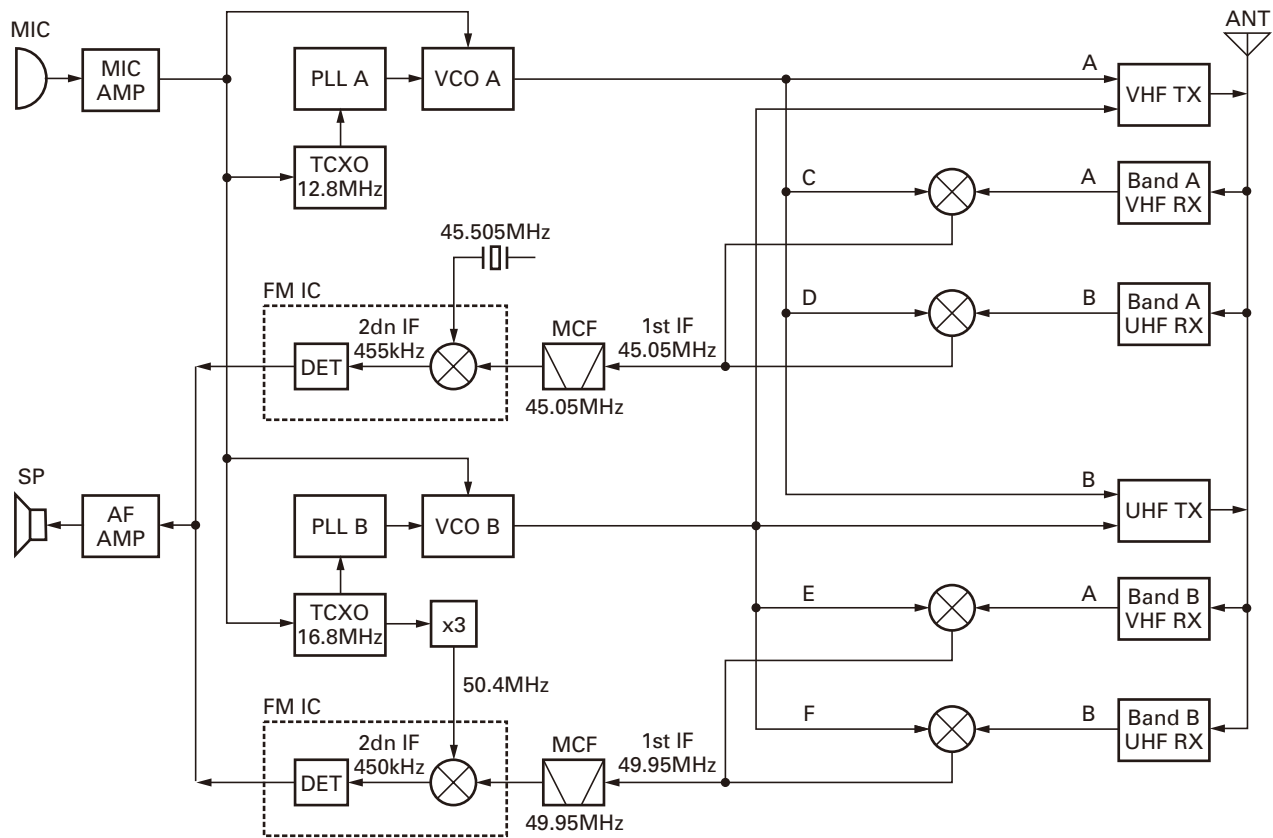 MIC
MIC
AMP
PLL A
VCO A
TCXO
12.8MHz
A
VHF TX
ANT
C
A
Band A
VHF RX
45.505MHz
FM IC
2dn IF
455kHz
DET
MCF
45.05MHz
1st IF
45.05MHz
D
B
Band A
UHF RX
SP
AF
AMP
PLL B
VCO B
TCXO
16.8MHz
x3
50.4MHz
B
UHF TX
E
A
Band B
VHF RX
FM IC
2dn IF
450kHz
DET
MCF
49.95MHz
1st IF
49.95MHz
F
B
Band B
UHF RX